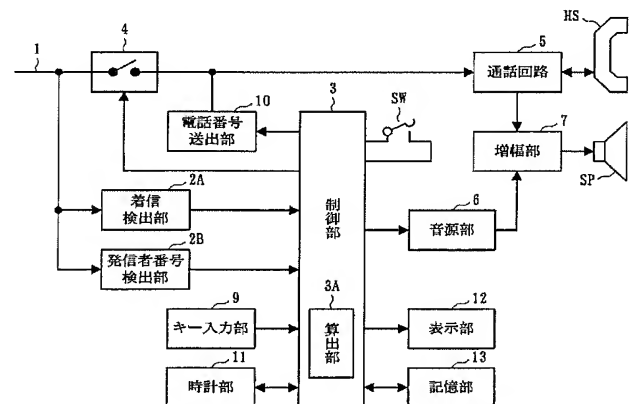 HS
4
5
1
通話回路
3
10
SW
7
電話番号
送出部
増幅部
2A
SP
着信
検出部
制御部
6
音源部
2B
発信者番号
検出部
9
3A
12
キー入力部
算出部
表示部
11
13
時計部
記憶部